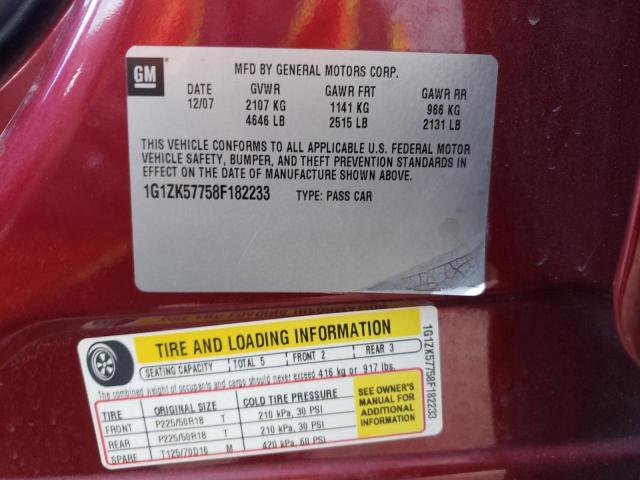 GM
MFD BY GENERAL MOTORS CORP.
DATE GVWR GAWR FRT GAWR RR
12/07 2107 KG 1141 KG 966 KG
4646 LB 2515 LB 2131 LB
THIS VEHICLE CONFORMS TO ALL APPLICABLE U.S. FEDERAL MOTOR
VEHICLE SAFETY, BUMPER, AND THEFT PREVENTION STANDARDS IN
EFFECT ON THE DATE OF MANUFACTURE SHOWN ABOVE.
1G1ZK57758F182233 TYPE: PASS CAR
TIRE AND LOADING INFORMATION
SEATING CAPACITY TOTAL 5 FRONT 2 REAR 3
The combined weight of occupants and cargo should never exceed 416 kg or 917 lbs.
TIRE ORIGINAL SIZE COLD TIRE PRESSURE
FRONT P225/50R18 T 210 kPa, 30 PSI
REAR P225/50R18 T 210 kPa, 30 PSI
SPARE T125/70D16 M 420 kPa, 60 PSI
SEE OWNER'S
MANUAL FOR
ADDITIONAL
INFORMATION
1G1ZK57758F182233